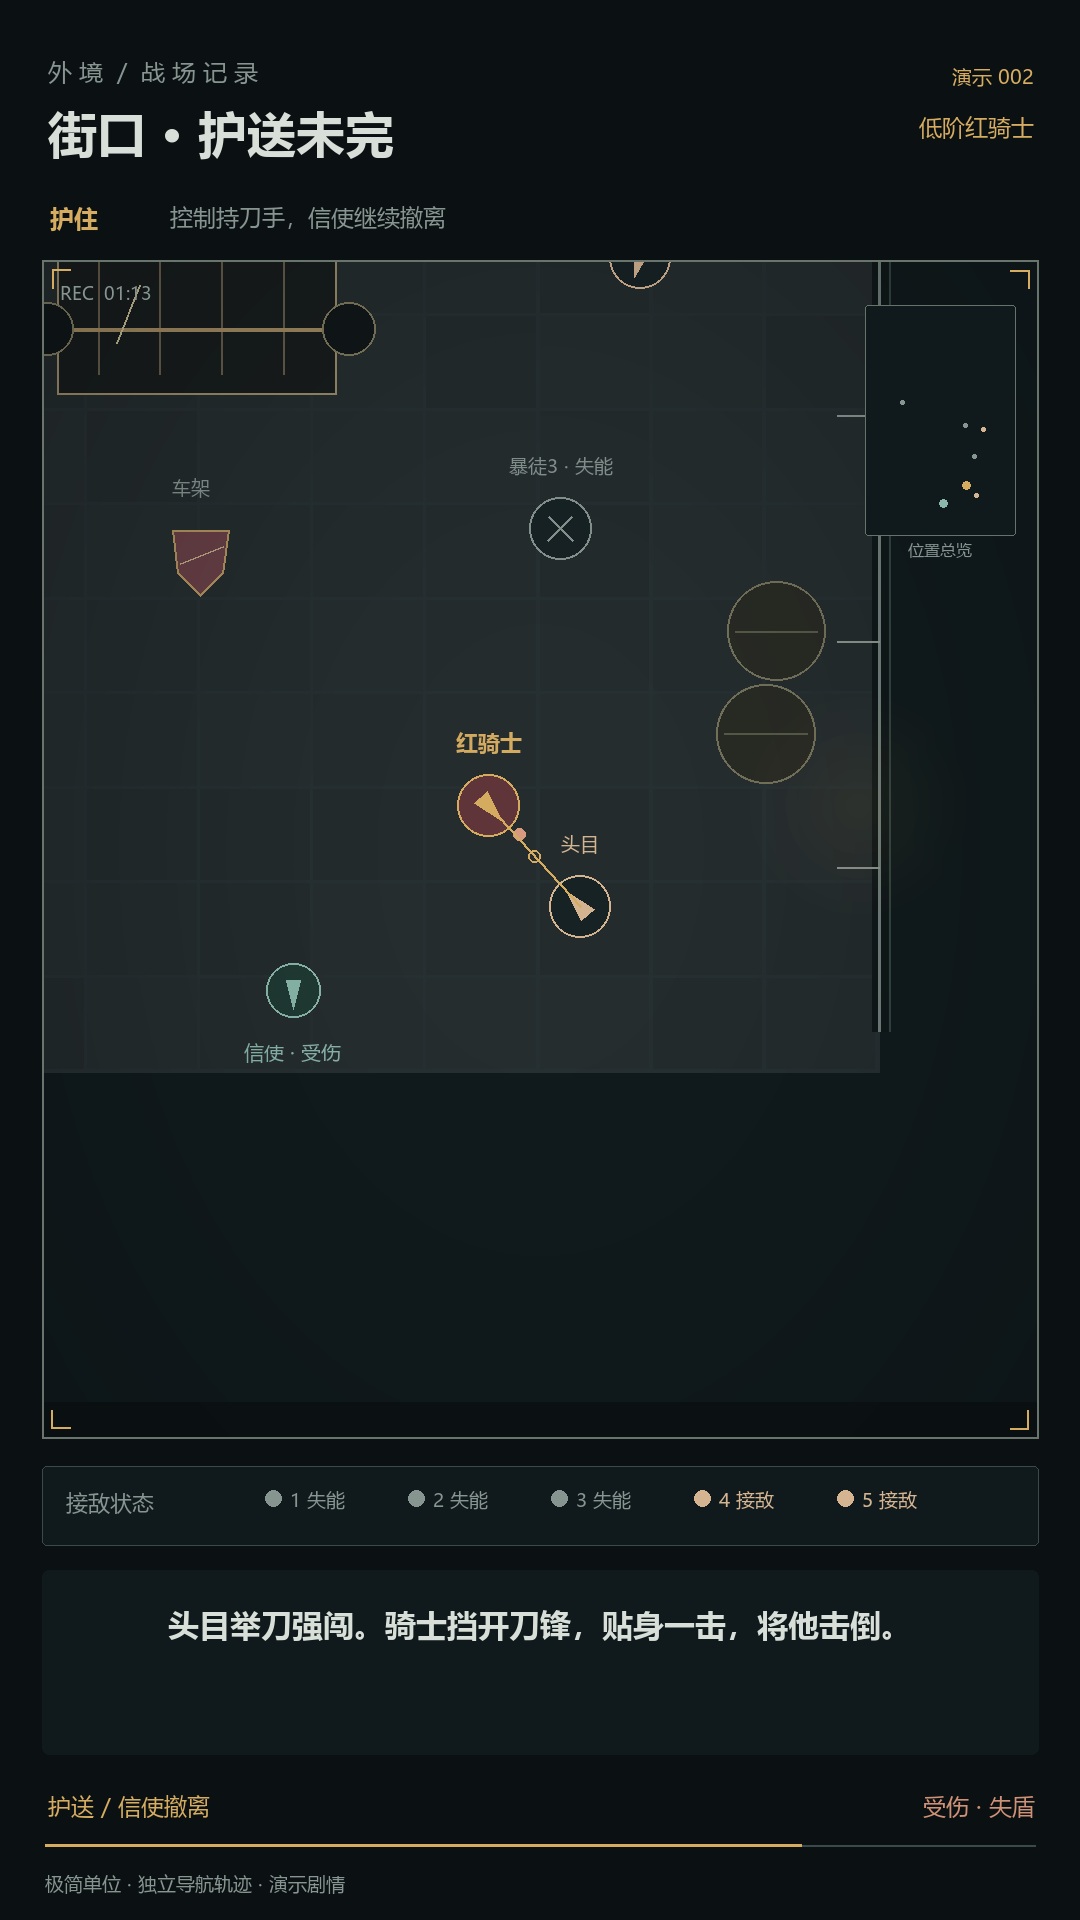 外境 / 战场记录
演示 002
街口·护送未完
低阶红骑士
护住 控制持刀手，信使继续撤离
REC 01:13
暴徒3 · 失能
车架
位置总览
红骑士
头目
信使 · 受伤
接敌状态 1 失能 2 失能 3 失能 4 接敌 5 接敌
头目举刀强闯。骑士挡开刀锋，贴身一击，将他击倒。
护送 / 信使撤离 受伤 · 失盾
极简单位 · 独立导航轨迹 · 演示剧情